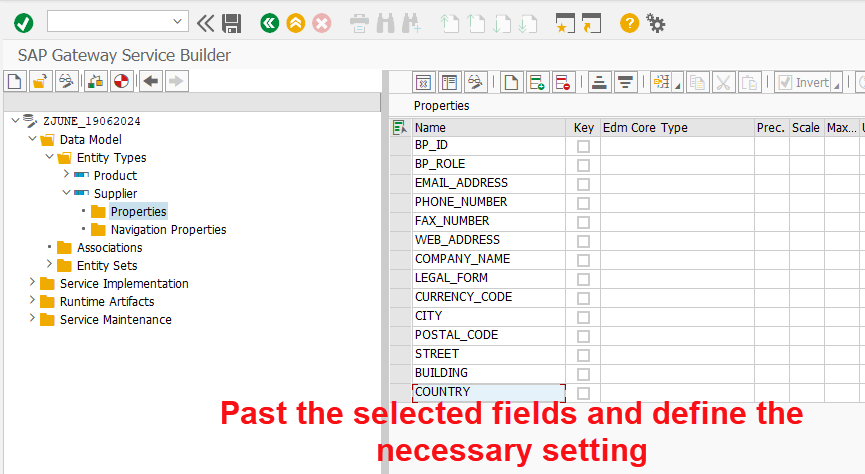 SAP Gateway Service Builder
Invert
ZJUNE_19062024
Data Model
Entity Types
Product
Supplier
Properties
Navigation Properties
Associations
Entity Sets
Service Implementation
Runtime Artifacts
Service Maintenance
Properties
Name Key Edm Core Type Prec. Scale Max...
BP_ID
BP_ROLE
EMAIL_ADDRESS
PHONE_NUMBER
FAX_NUMBER
WEB_ADDRESS
COMPANY_NAME
LEGAL_FORM
CURRENCY_CODE
CITY
POSTAL_CODE
STREET
BUILDING
COUNTRY
Past the selected fields and define the
necessary setting